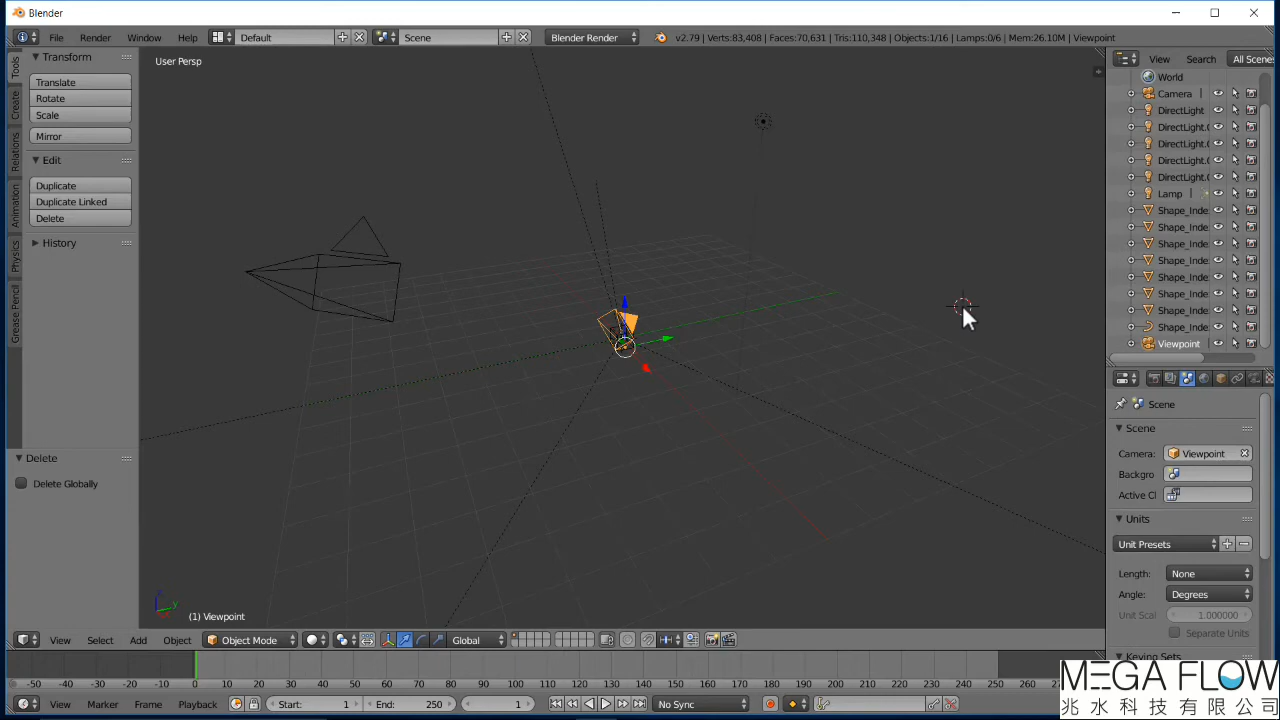 Blender
File Render Window Default Scene Blender Render v2.79 | Verts:83,408 | Faces:70,631 | Tris:110,348 | Objects:1/16 | Lamps:0/6 | Mem:26.10M | Viewpoint
Tools
Create
Relations
Animation
Physics
Grease Pencil
Transform
Translate
Rotate
Scale
Mirror
Edit
Duplicate
Duplicate Linked
Delete
History
Delete
Delete Globally
User Persp
(1) Viewpoint
View Search All Scenes
World
Camera
DirectLight
DirectLight.
DirectLight.
DirectLight.
DirectLight.
Lamp
Shape_Inde
Shape_Inde
Shape_Inde
Shape_Inde
Shape_Inde
Shape_Inde
Shape_Inde
Shape_Inde
Viewpoint
Scene
Scene
Camera: Viewpoint
Backgro
Active Cl
Units
Unit Presets
Length: None
Angle: Degrees
Unit Scal 1.000000
Separate Units
Keying Sets
View Select Add Object Object Mode Global
-50 -40 -30 -20 -10 0 10 20 30 40 50 60 70 80 90 100 110 120 130 140 150 160 170 180 190 200 210 220 230 240 250 260
View Marker Frame Playback Start: 1 End: 250 1 No Sync
MEGA FLOW
兆水科技有限公司